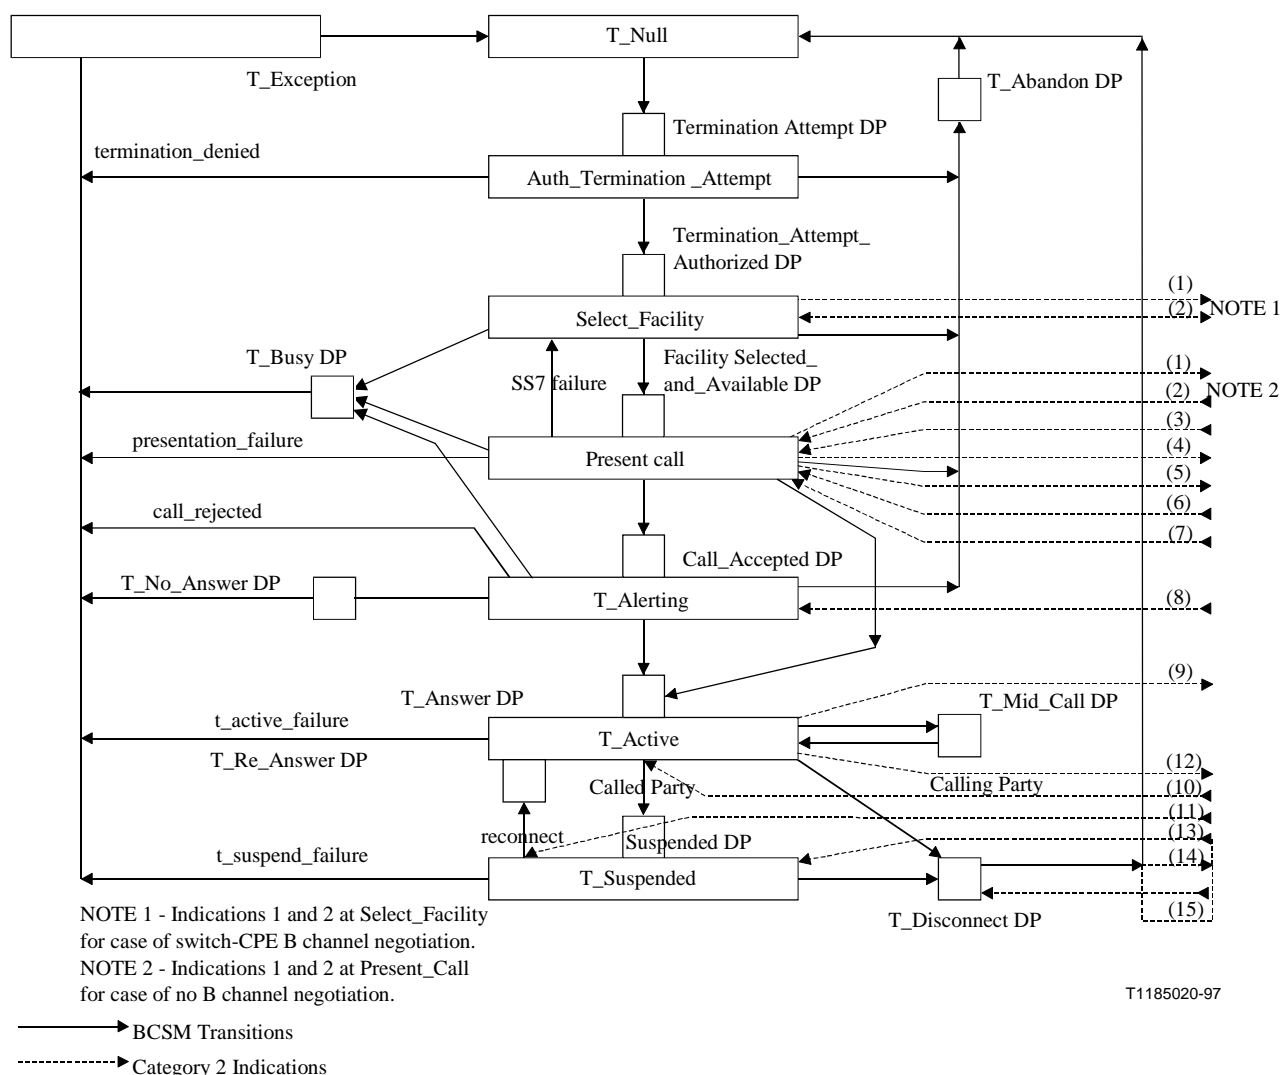 T_Null
T_Exception
T_Abandon DP
Termination Attempt DP
termination_denied
Auth_Termination _Attempt
Termination_Attempt_
Authorized DP
(1)
(2)
NOTE 1
Select_Facility
T_Busy DP
SS7 failure
Facility Selected_
and_Available DP
(1)
(2)
NOTE 2
(3)
presentation_failure
Present call
(4)
(5)
(6)
call_rejected
(7)
Call_Accepted DP
T_No_Answer DP
T_Alerting
(8)
(9)
T_Answer DP
T_Mid_Call DP
t_active_failure
T_Active
T_Re_Answer DP
(12)
Called Party
Calling Party
(10)
(11)
reconnect
Suspended DP
(13)
t_suspend_failure
(14)
T_Suspended
(15)
T_Disconnect DP
NOTE 1 - Indications 1 and 2 at Select_Facility
for case of switch-CPE B channel negotiation.
NOTE 2 - Indications 1 and 2 at Present_Call
for case of no B channel negotiation.
T1185020-97
BCSM Transitions
Category 2 Indications